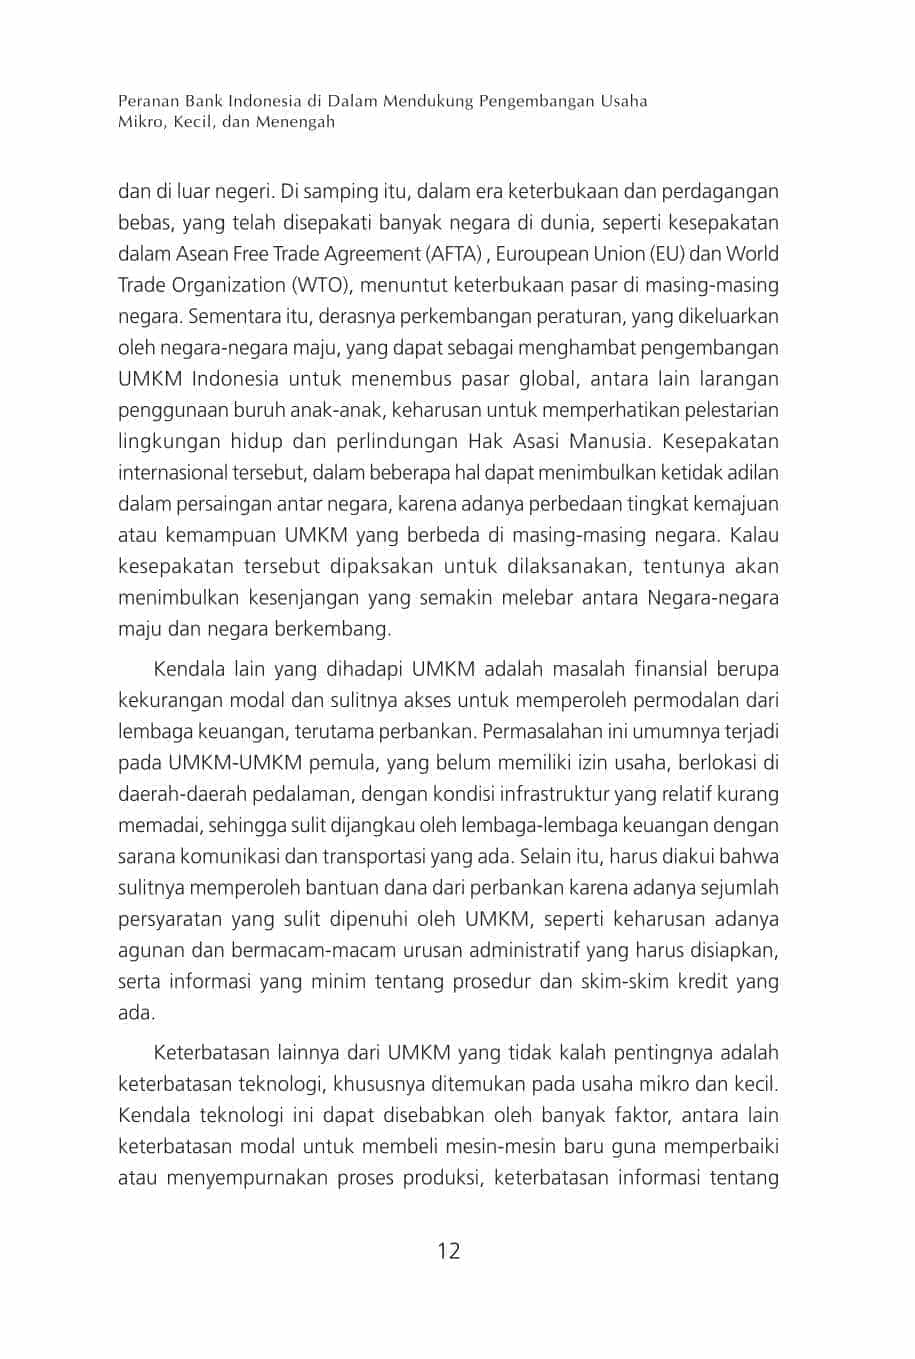 Peranan Bank Indonesia di Dalam Mendukung Pengembangan Usaha
Mikro, Kecil, dan Menengah
dan di luar negeri. Di samping itu, dalam era keterbukaan dan perdagangan
bebas, yang telah disepakati banyak negara di dunia, seperti kesepakatan
dalam Asean Free Trade Agreement (AFTA) , Euroupean Union (EU) dan World
Trade Organization (WTO), menuntut keterbukaan pasar di masing-masing
negara. Sementara itu, derasnya perkembangan peraturan, yang dikeluarkan
oleh negara-negara maju, yang dapat sebagai menghambat pengembangan
UMKM Indonesia untuk menembus pasar global, antara lain larangan
penggunaan buruh anak-anak, keharusan untuk memperhatikan pelestarian
lingkungan hidup dan perlindungan Hak Asasi Manusia. Kesepakatan
internasional tersebut, dalam beberapa hal dapat menimbulkan ketidak adilan
dalam persaingan antar negara, karena adanya perbedaan tingkat kemajuan
atau kemampuan UMKM yang berbeda di masing-masing negara. Kalau
kesepakatan tersebut dipaksakan untuk dilaksanakan, tentunya akan
menimbulkan kesenjangan yang semakin melebar antara Negara-negara
maju dan negara berkembang.
Kendala lain yang dihadapi UMKM adalah masalah finansial berupa
kekurangan modal dan sulitnya akses untuk memperoleh permodalan dari
lembaga keuangan, terutama perbankan. Permasalahan ini umumnya terjadi
pada UMKM-UMKM pemula, yang belum memiliki izin usaha, berlokasi di
daerah-daerah pedalaman, dengan kondisi infrastruktur yang relatif kurang
memadai, sehingga sulit dijangkau oleh lembaga-lembaga keuangan dengan
sarana komunikasi dan transportasi yang ada. Selain itu, harus diakui bahwa
sulitnya memperoleh bantuan dana dari perbankan karena adanya sejumlah
persyaratan yang sulit dipenuhi oleh UMKM, seperti keharusan adanya
agunan dan bermacam-macam urusan administratif yang harus disiapkan,
serta informasi yang minim tentang prosedur dan skim-skim kredit yang
ada.
Keterbatasan lainnya dari UMKM yang tidak kalah pentingnya adalah
keterbatasan teknologi, khususnya ditemukan pada usaha mikro dan kecil.
Kendala teknologi ini dapat disebabkan oleh banyak faktor, antara lain
keterbatasan modal untuk membeli mesin-mesin baru guna memperbaiki
atau menyempurnakan proses produksi, keterbatasan informasi tentang
12